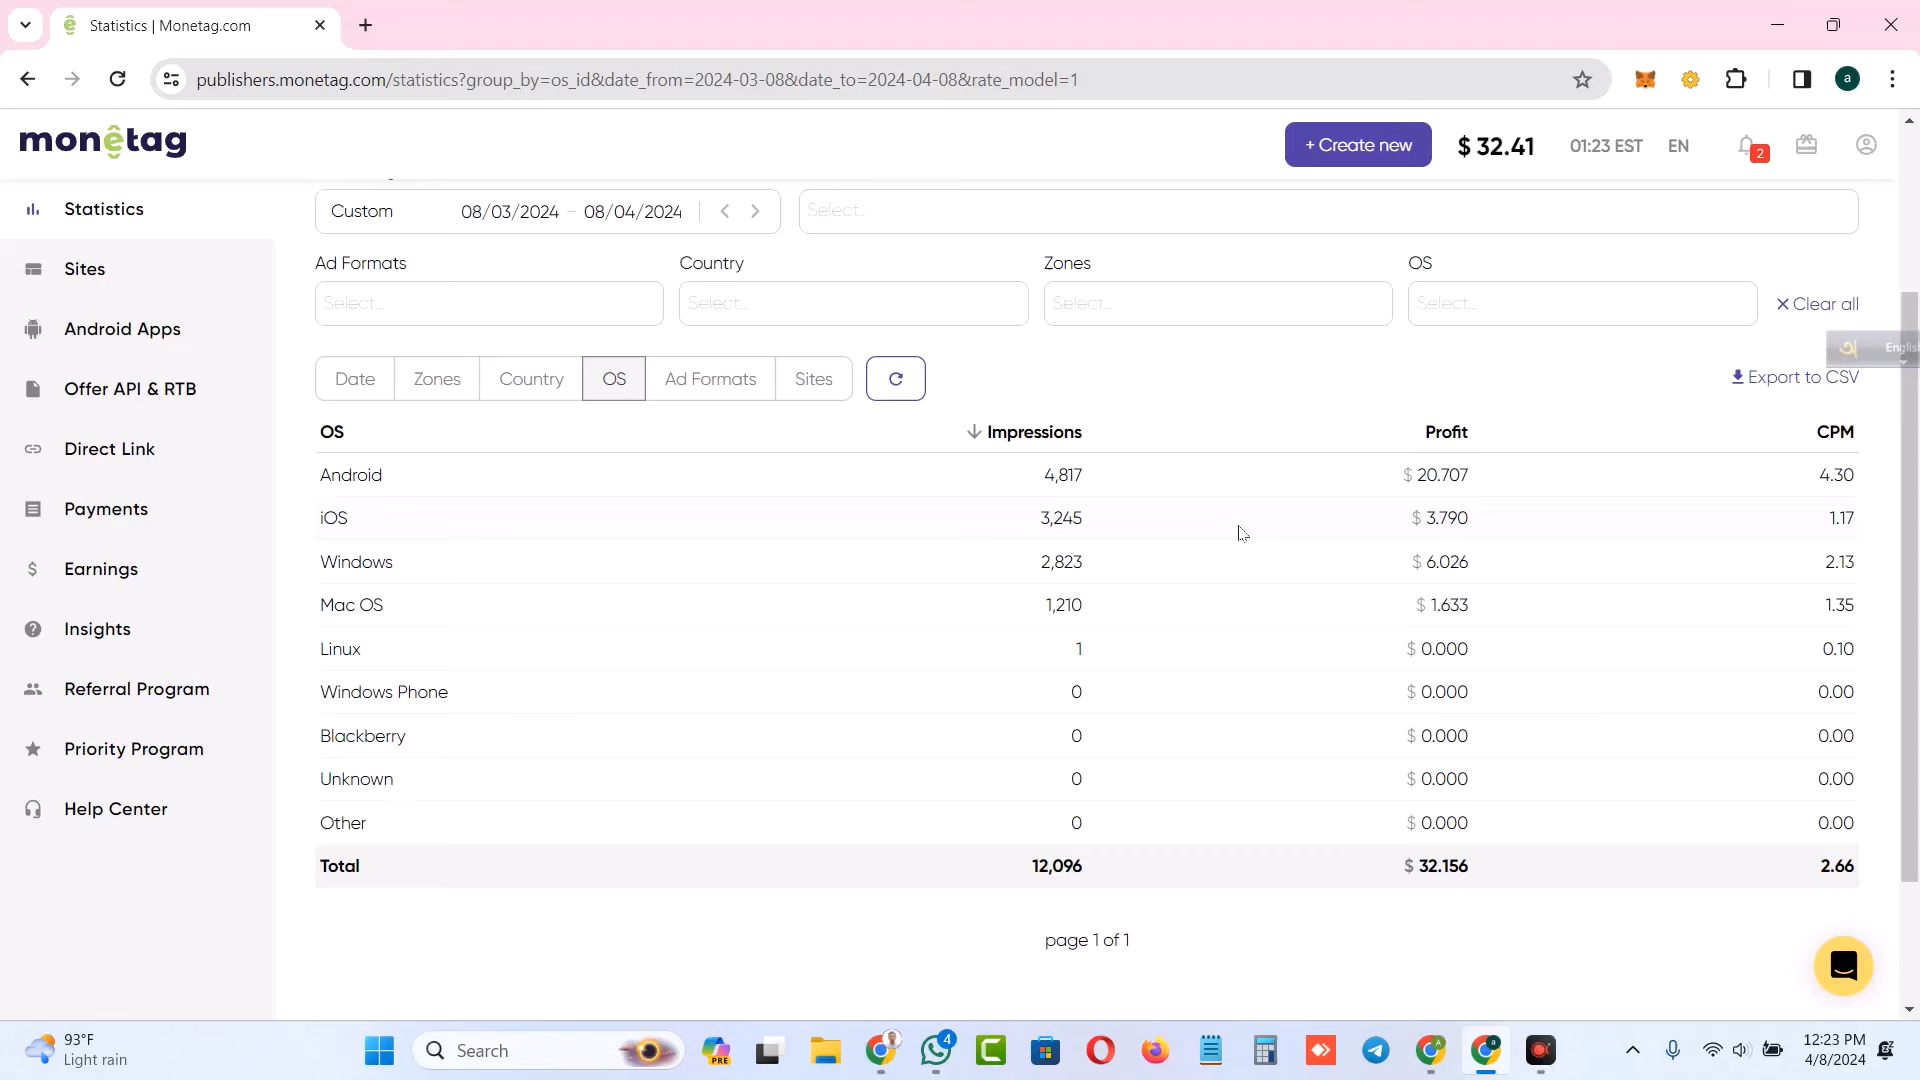 Statistics | Monetag.com
publishers.monetag.com/statistics?group_by=os_id&date_from=2024-03-08&date_to=2024-04-08&rate_model=1
a
monêtag
+ Create new
$ 32.41
01:23 EST
EN
2
Statistics
Sites
Android Apps
Offer API & RTB
Direct Link
Payments
Earnings
Insights
Referral Program
Priority Program
Help Center
Custom 08/03/2024 – 08/04/2024
Select...
Ad Formats Country Zones OS
Select... Select... Select... Select... Clear all
অ English
Date Zones Country OS Ad Formats Sites
Export to CSV
OS Impressions Profit CPM
Android 4,817 $ 20.707 4.30
iOS 3,245 $ 3.790 1.17
Windows 2,823 $ 6.026 2.13
Mac OS 1,210 $ 1.633 1.35
Linux 1 $ 0.000 0.10
Windows Phone 0 $ 0.000 0.00
Blackberry 0 $ 0.000 0.00
Unknown 0 $ 0.000 0.00
Other 0 $ 0.000 0.00
Total 12,096 $ 32.156 2.66
page 1 of 1
93°F
Light rain
Search
PRE
4
12:23 PM
4/8/2024